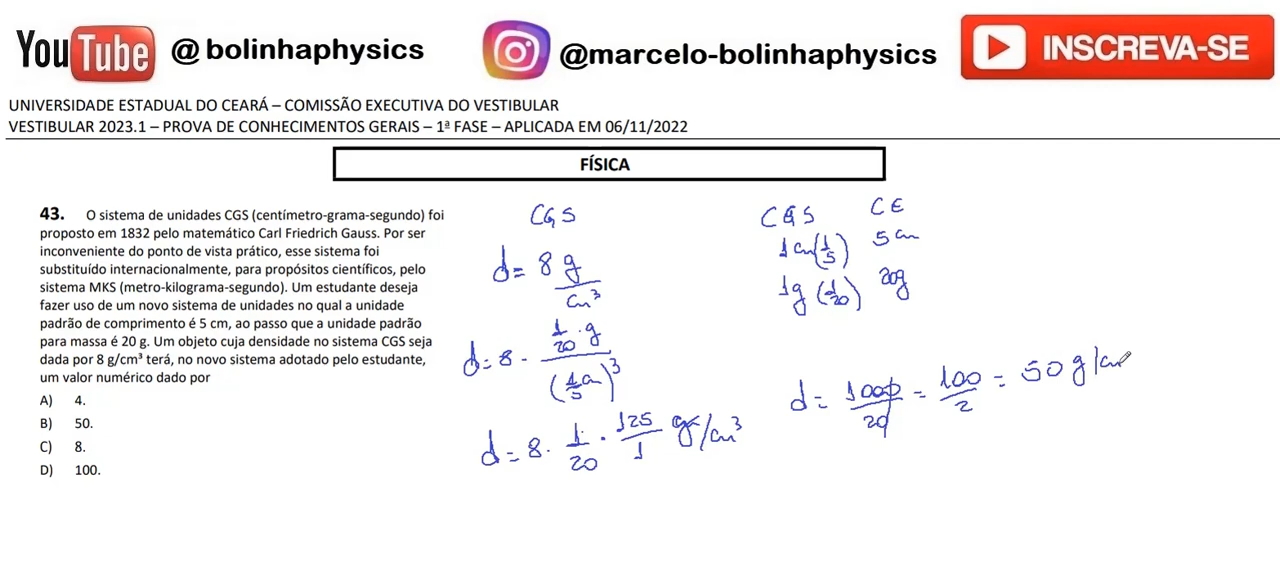 YouTube @bolinhaphysics @marcelo-bolinhaphysics INSCREVA-SE
UNIVERSIDADE ESTADUAL DO CEARÁ – COMISSÃO EXECUTIVA DO VESTIBULAR
VESTIBULAR 2023.1 – PROVA DE CONHECIMENTOS GERAIS – 1ª FASE – APLICADA EM 06/11/2022
FÍSICA
43. O sistema de unidades CGS (centímetro-grama-segundo) foi
proposto em 1832 pelo matemático Carl Friedrich Gauss. Por ser
inconveniente do ponto de vista prático, esse sistema foi
substituído internacionalmente, para propósitos científicos, pelo
sistema MKS (metro-kilograma-segundo). Um estudante deseja
fazer uso de um novo sistema de unidades no qual a unidade
padrão de comprimento é 5 cm, ao passo que a unidade padrão
para massa é 20 g. Um objeto cuja densidade no sistema CGS seja
dada por 8 g/cm³ terá, no novo sistema adotado pelo estudante,
um valor numérico dado por
A) 4.
B) 50.
C) 8.
D) 100.
CGS
d = 8 g/cm³
d = 8 · (1/20 · g)/(1/5 cm)³
d = 8 · 1/20 · 125/1 g/cm³
CGS CE
1 cm (1/5) 5 cm
1g (1/20) 20g
d = 1000/20 = 100/2 = 50 g/cm